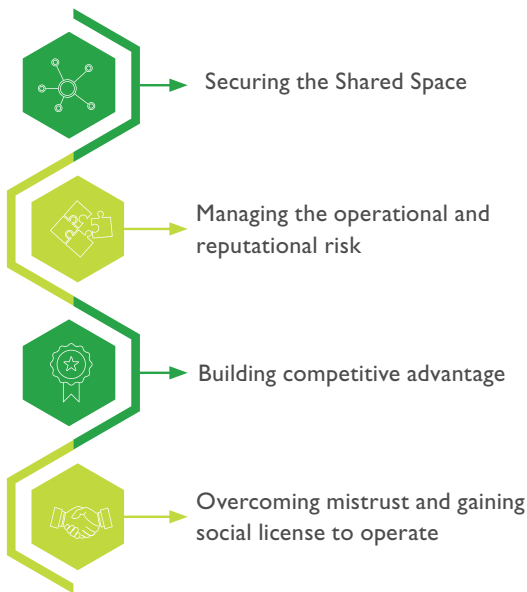 Securing the Shared Space
Managing the operational and
reputational risk
Building competitive advantage
Overcoming mistrust and gaining
social license to operate